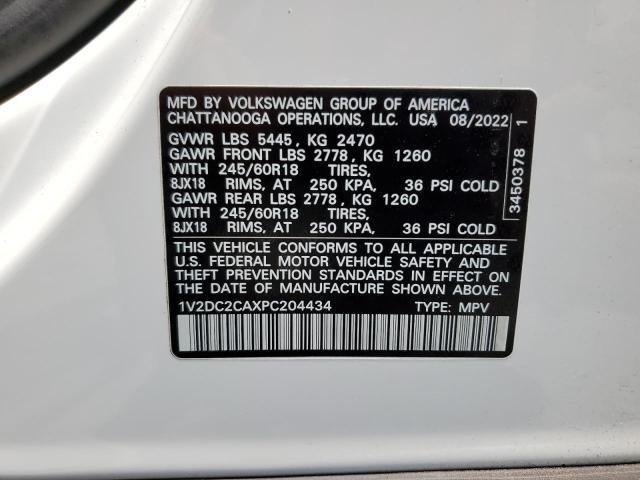 MFD BY VOLKSWAGEN GROUP OF AMERICA
CHATTANOOGA OPERATIONS, LLC. USA 08/2022
GVWR LBS 5445, KG 2470
GAWR FRONT LBS 2778, KG 1260
WITH 245/60R18 TIRES,
8JX18 RIMS, AT 250 KPA, 36 PSI COLD
GAWR REAR LBS 2778, KG 1260
WITH 245/60R18 TIRES,
8JX18 RIMS, AT 250 KPA, 36 PSI COLD
THIS VEHICLE CONFORMS TO ALL APPLICABLE
U.S. FEDERAL MOTOR VEHICLE SAFETY AND
THEFT PREVENTION STANDARDS IN EFFECT ON
THE DATE OF MANUFACTURE SHOWN ABOVE.
1V2DC2CAXPC204434 TYPE: MPV
3450378 1